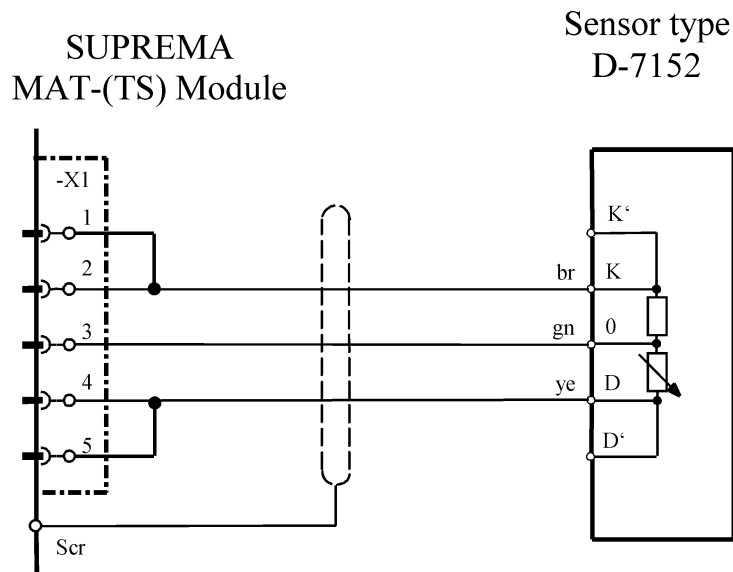 Sensor type
D-7152
SUPREMA
MAT-(TS) Module
-X1
1
K‘
2
br
K
3
gn
0
4
ye
D
5
D‘
Scr